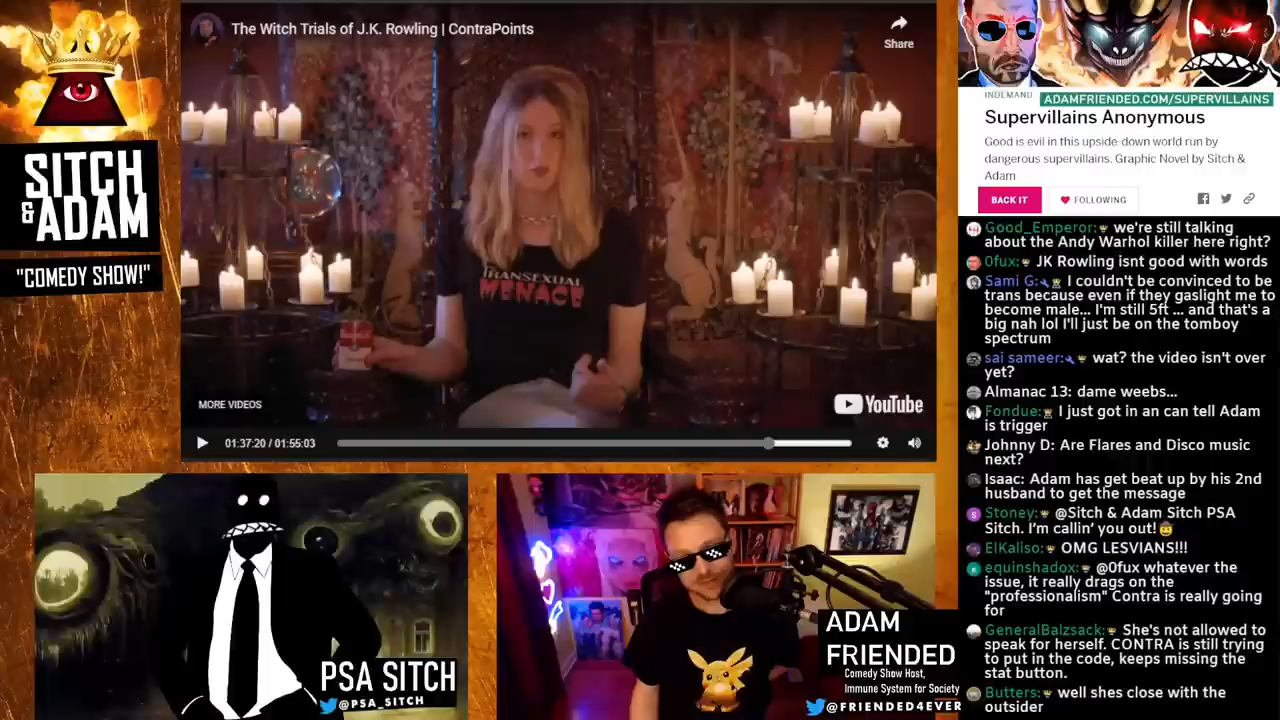 The Witch Trials of J.K. Rowling | ContraPoints
Share
TRANSEXUAL
MENACE
MORE VIDEOS
YouTube
01:37:20 / 01:55:03
SITCH
& ADAM
"COMEDY SHOW!"
PSA SITCH
@PSA_SITCH
ADAM
FRIENDED
Comedy Show Host,
Immune System for Society
@FRIENDED4EVER
INDEMAND
ADAMFRIENDED.COM/SUPERVILLAINS
Supervillains Anonymous
Good is evil in this upside-down world run by
dangerous supervillains. Graphic Novel by Sitch &
Adam
BACK IT
FOLLOWING
Good_Emperor: we're still talking
about the Andy Warhol killer here right?
0fux: JK Rowling isnt good with words
Sami G: I couldn't be convinced to be
trans because even if they gaslight me to
become male... I'm still 5ft ... and that's a
big nah lol I'll just be on the tomboy
spectrum
sai sameer: wat? the video isn't over
yet?
Almanac 13: dame weebs...
Fondue: I just got in an can tell Adam
is trigger
Johnny D: Are Flares and Disco music
next?
Isaac: Adam has get beat up by his 2nd
husband to get the message
Stoney: @Sitch & Adam Sitch PSA
Sitch. I'm callin' you out! 🤠
ElKaliso: OMG LESVIANS!!!
equinshadox: @0fux whatever the
issue, it really drags on the
"professionalism" Contra is really going
for
GeneralBalzsack: She's not allowed to
speak for herself. CONTRA is still trying
to put in the code, keeps missing the
stat button.
Butters: well shes close with the
outsider